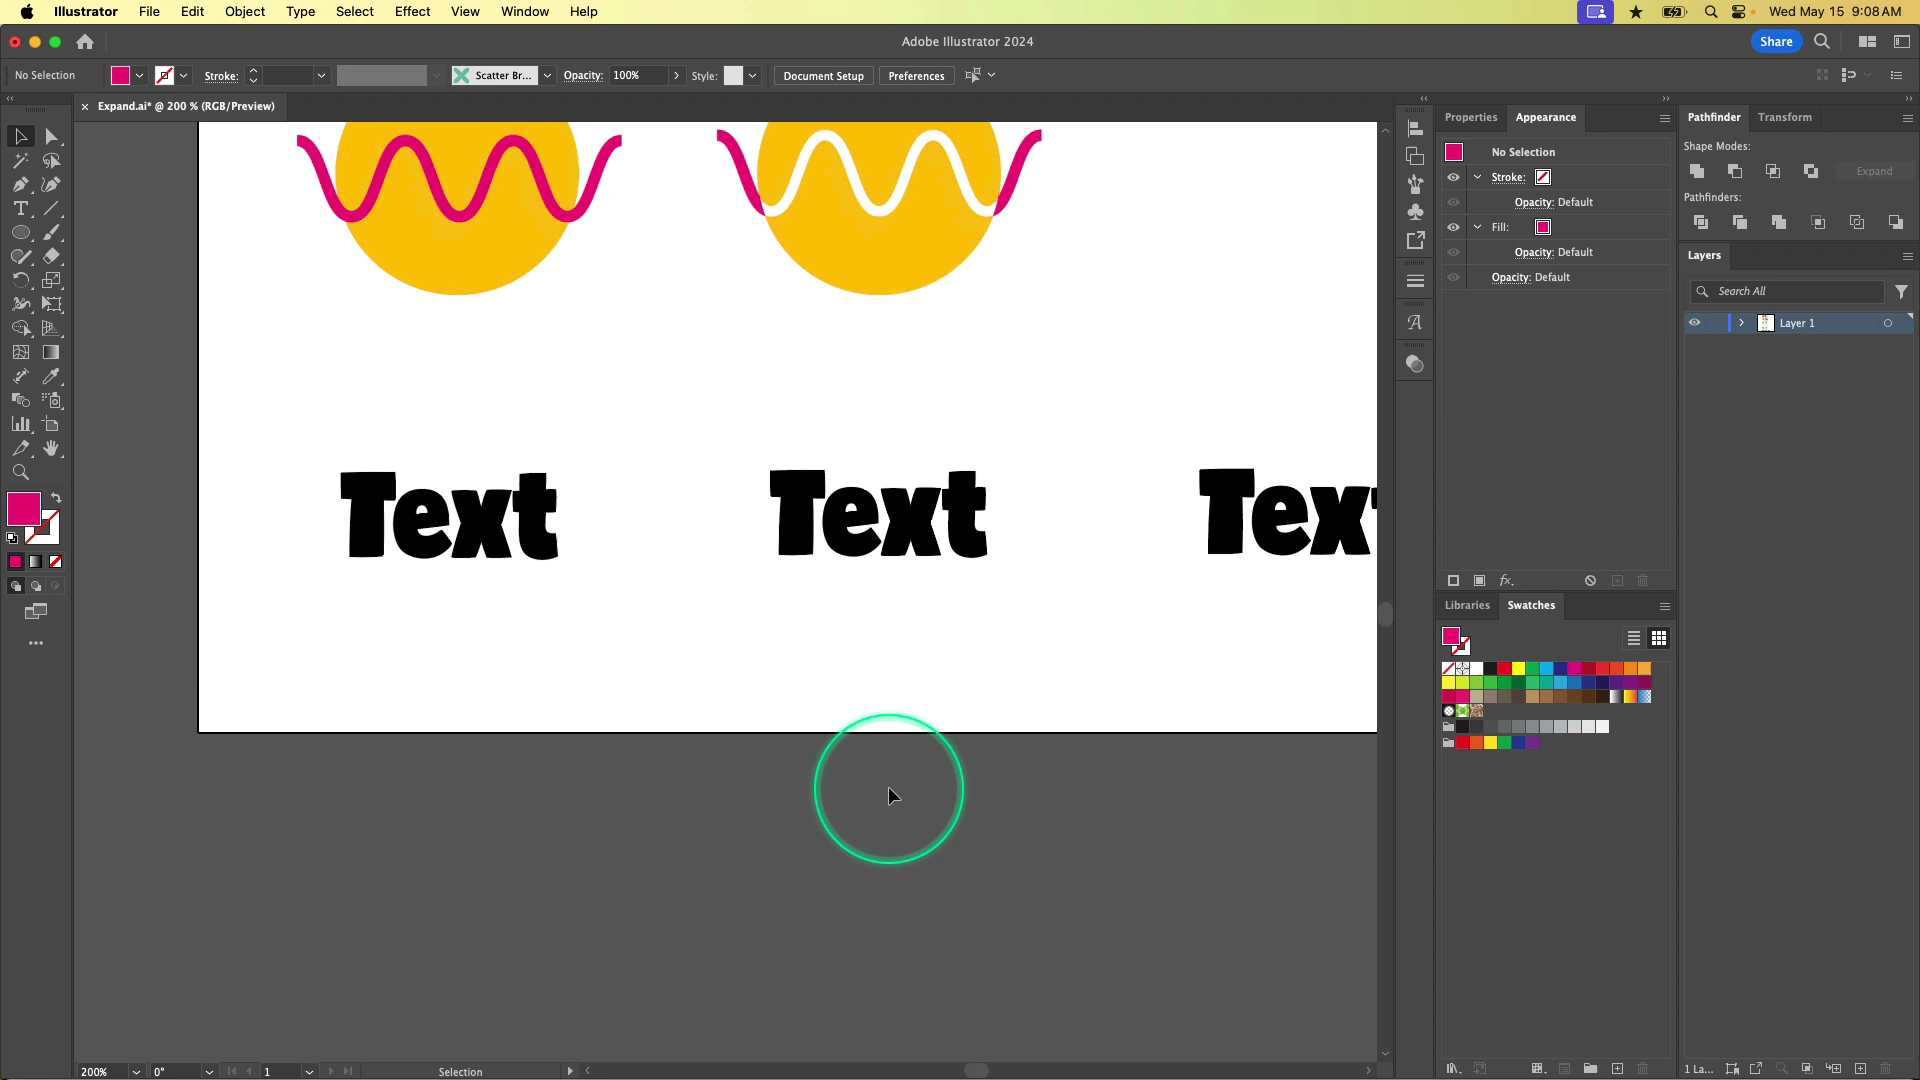 Illustrator File Edit Object Type Select Effect View Window Help Wed May 15 9:08 AM
Adobe Illustrator 2024 Share
No Selection Stroke: Scatter Br... Opacity: 100% Style: Document Setup Preferences
Expand.ai* @ 200 % (RGB/Preview)
Properties Appearance
No Selection
Stroke:
Opacity: Default
Fill:
Opacity: Default
Opacity: Default
fx.
Libraries Swatches
Pathfinder Transform
Shape Modes:
Expand
Pathfinders:
Layers
Search All
Layer 1
Text Text Text
200% 0° 1 Selection
1 La...